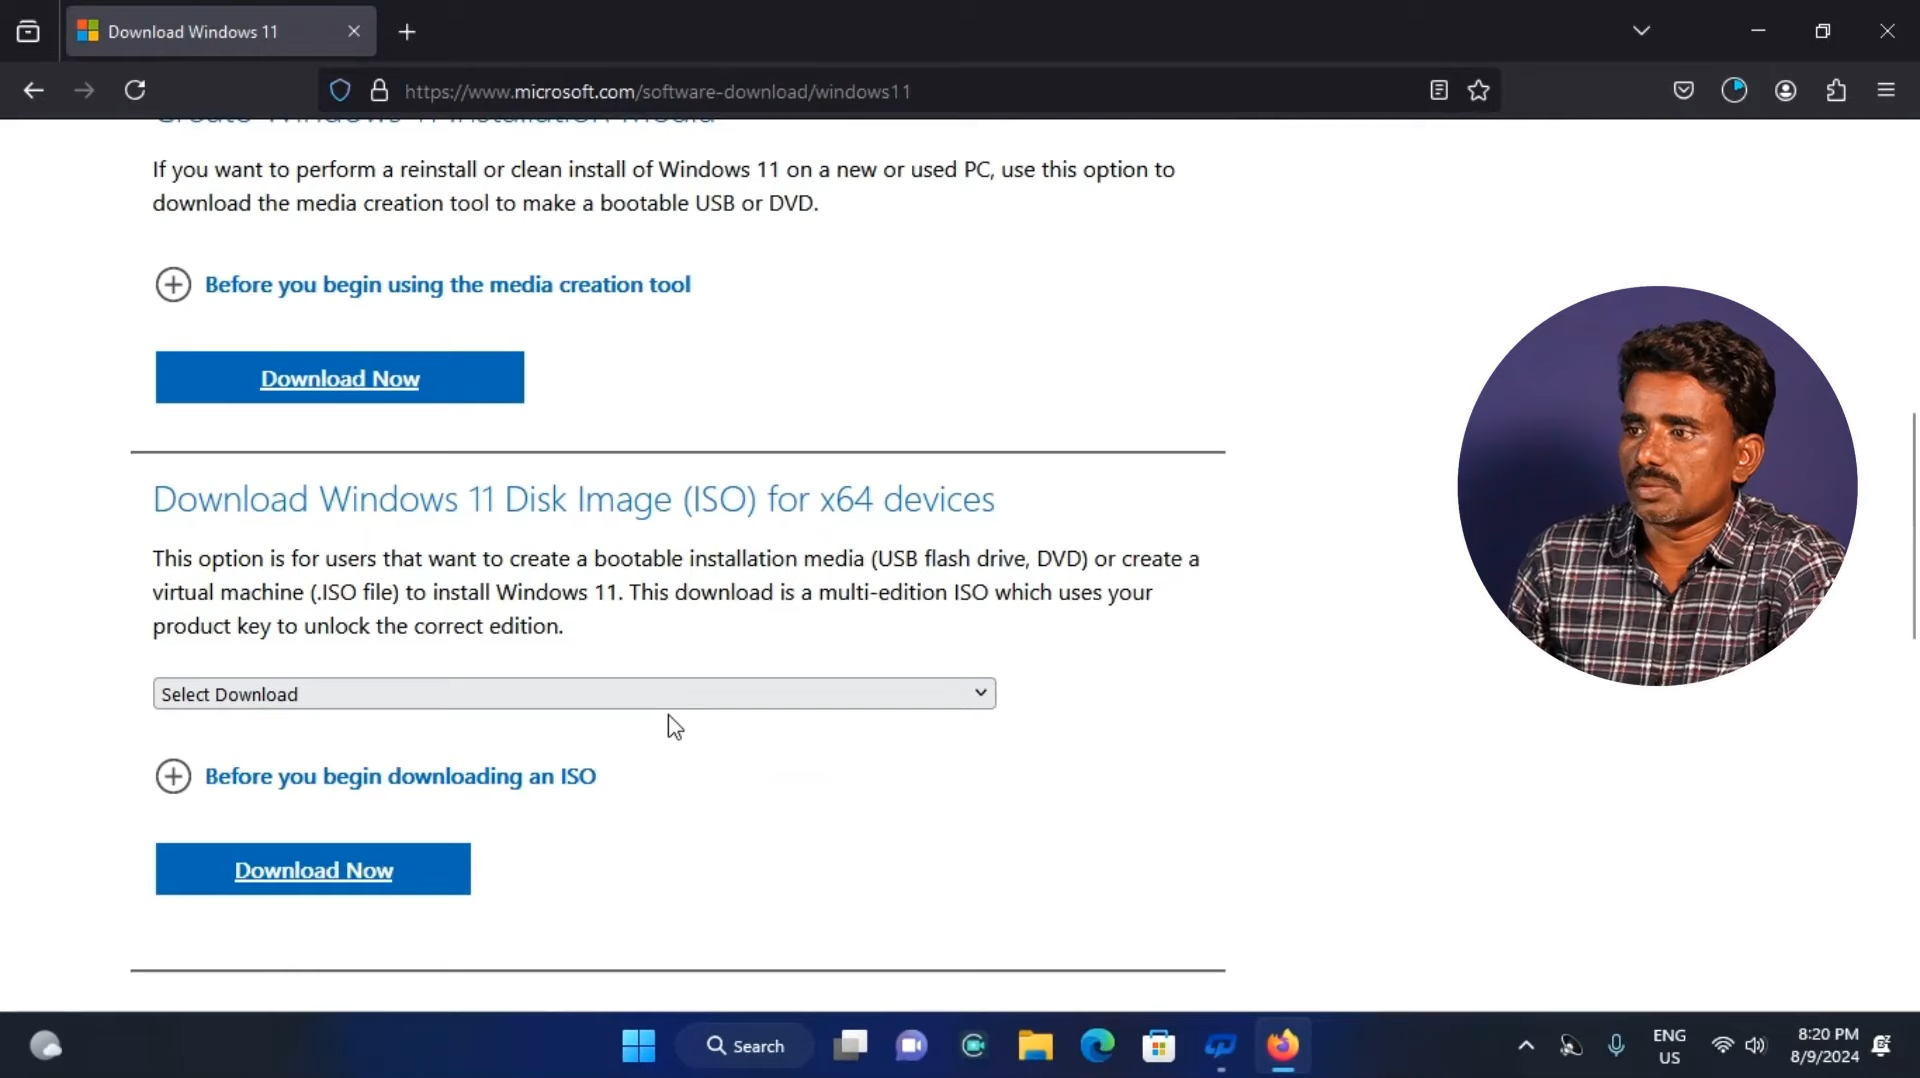 Download Windows 11
https://www.microsoft.com/software-download/windows11
Create Windows 11 Installation Media
If you want to perform a reinstall or clean install of Windows 11 on a new or used PC, use this option to
download the media creation tool to make a bootable USB or DVD.
Before you begin using the media creation tool
Download Now
Download Windows 11 Disk Image (ISO) for x64 devices
This option is for users that want to create a bootable installation media (USB flash drive, DVD) or create a
virtual machine (.ISO file) to install Windows 11. This download is a multi-edition ISO which uses your
product key to unlock the correct edition.
Select Download
Before you begin downloading an ISO
Download Now
Search
ENG
US
8:20 PM
8/9/2024